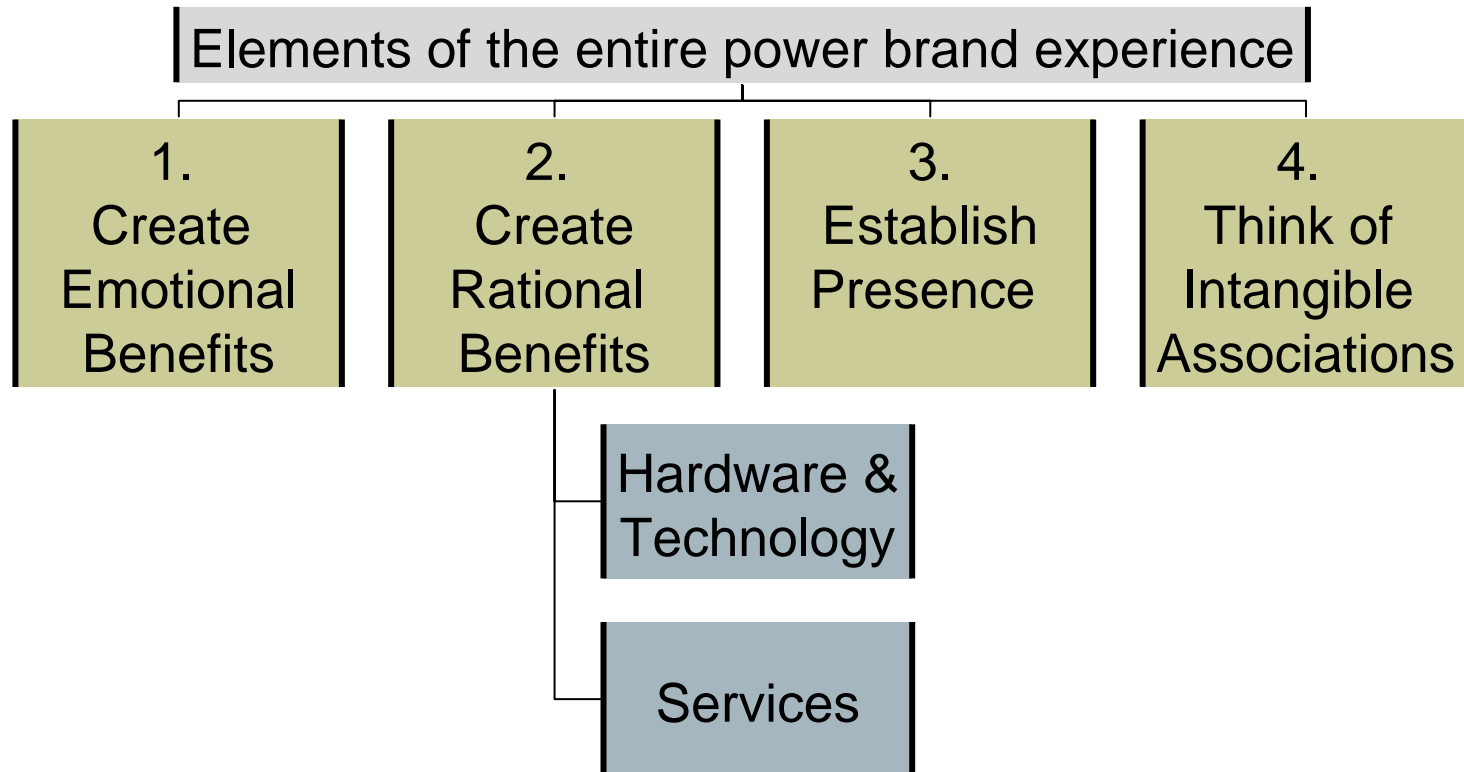 Elements of the entire power brand experience
1.
Create
Emotional
Benefits
2.
Create
Rational
Benefits
3.
Establish
Presence
4.
Think of
Intangible
Associations
Hardware &
Technology
Services